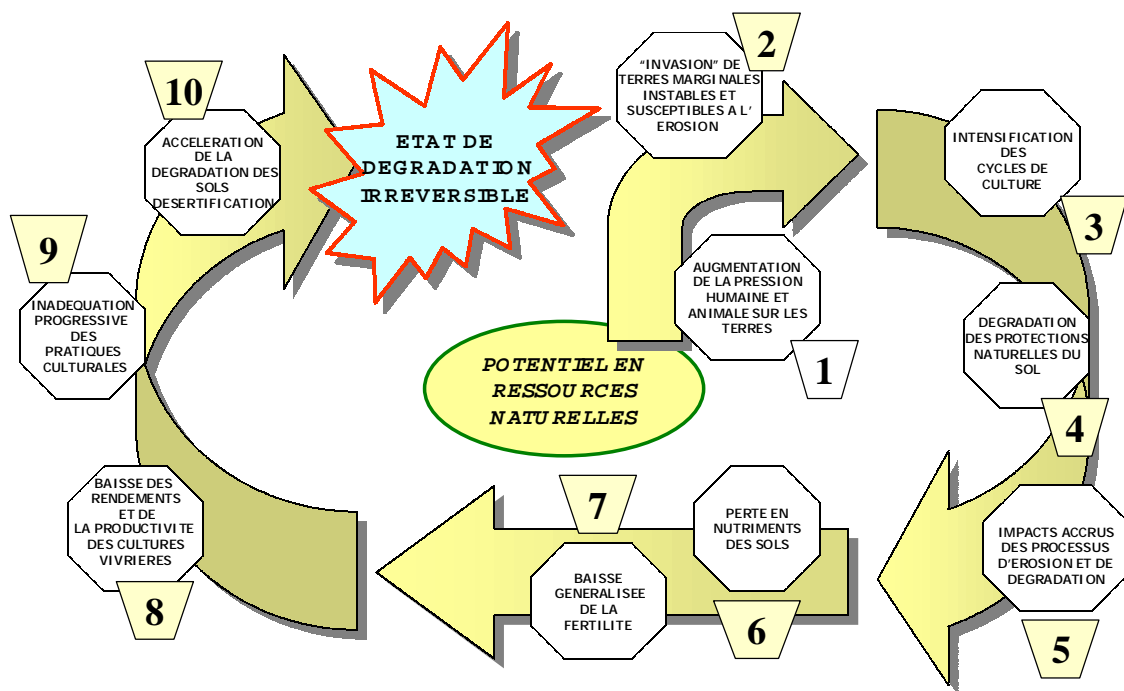 POTENTIEL EN
RESSOURCES
NATURELLES
1
AUGMENTATION
DE LA PRESSION
HUMAINE ET
ANIMALE SUR LES
TERRES
2
“INVASION” DE
TERRES MARGINALES
INSTABLES ET
SUSCEPTIBLES A L’
EROSION
3
INTENSIFICATION
DES
CYCLES DE
CULTURE
4
DEGRADATION
DES PROTECTIONS
NATURELLES DU
SOL
5
IMPACTS ACCRUS
DES PROCESSUS
D’EROSION ET DE
DEGRADATION
6
PERTE EN
NUTRIMENTS
DES SOLS
7
BAISSE
GENERALISEE
DE LA
FERTILITE
8
BAISSE DES
RENDEMENTS
ET DE
LA PRODUCTIVITE
DES CULTURES
VIVRIERES
9
INADEQUATION
PROGRESSIVE
DES
PRATIQUES
CULTURALES
10
ACCELERATION
DE LA
DEGRADATION DES
SOLS
DESERTIFICATION
ETAT DE
DEGRADATION
IRREVERSIBLE